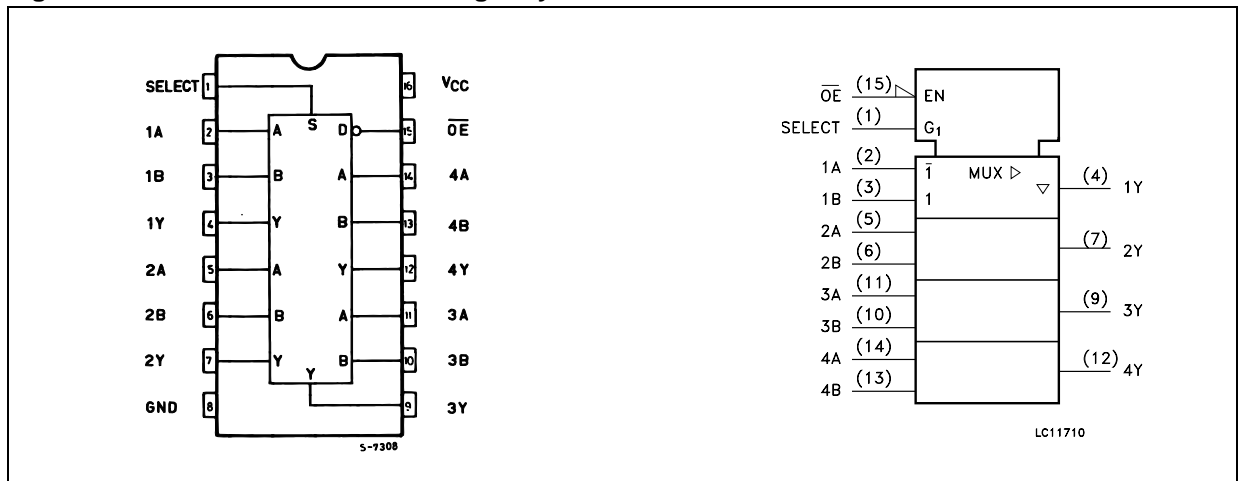 SELECT 1 S 16 VCC
1A 2 A D 15 O̅E̅
1B 3 B A 14 4A
1Y 4 Y B 13 4B
2A 5 A Y 12 4Y
2B 6 B A 11 3A
2Y 7 Y B 10 3B
Y
GND 8 9 3Y
S-7308
O̅E̅ (15) EN
SELECT (1) G1
1A (2) 1̅ MUX ▷
▽ (4) 1Y
1B (3) 1
2A (5)
(7) 2Y
2B (6)
3A (11)
(9) 3Y
3B (10)
4A (14)
(12) 4Y
4B (13)
LC11710